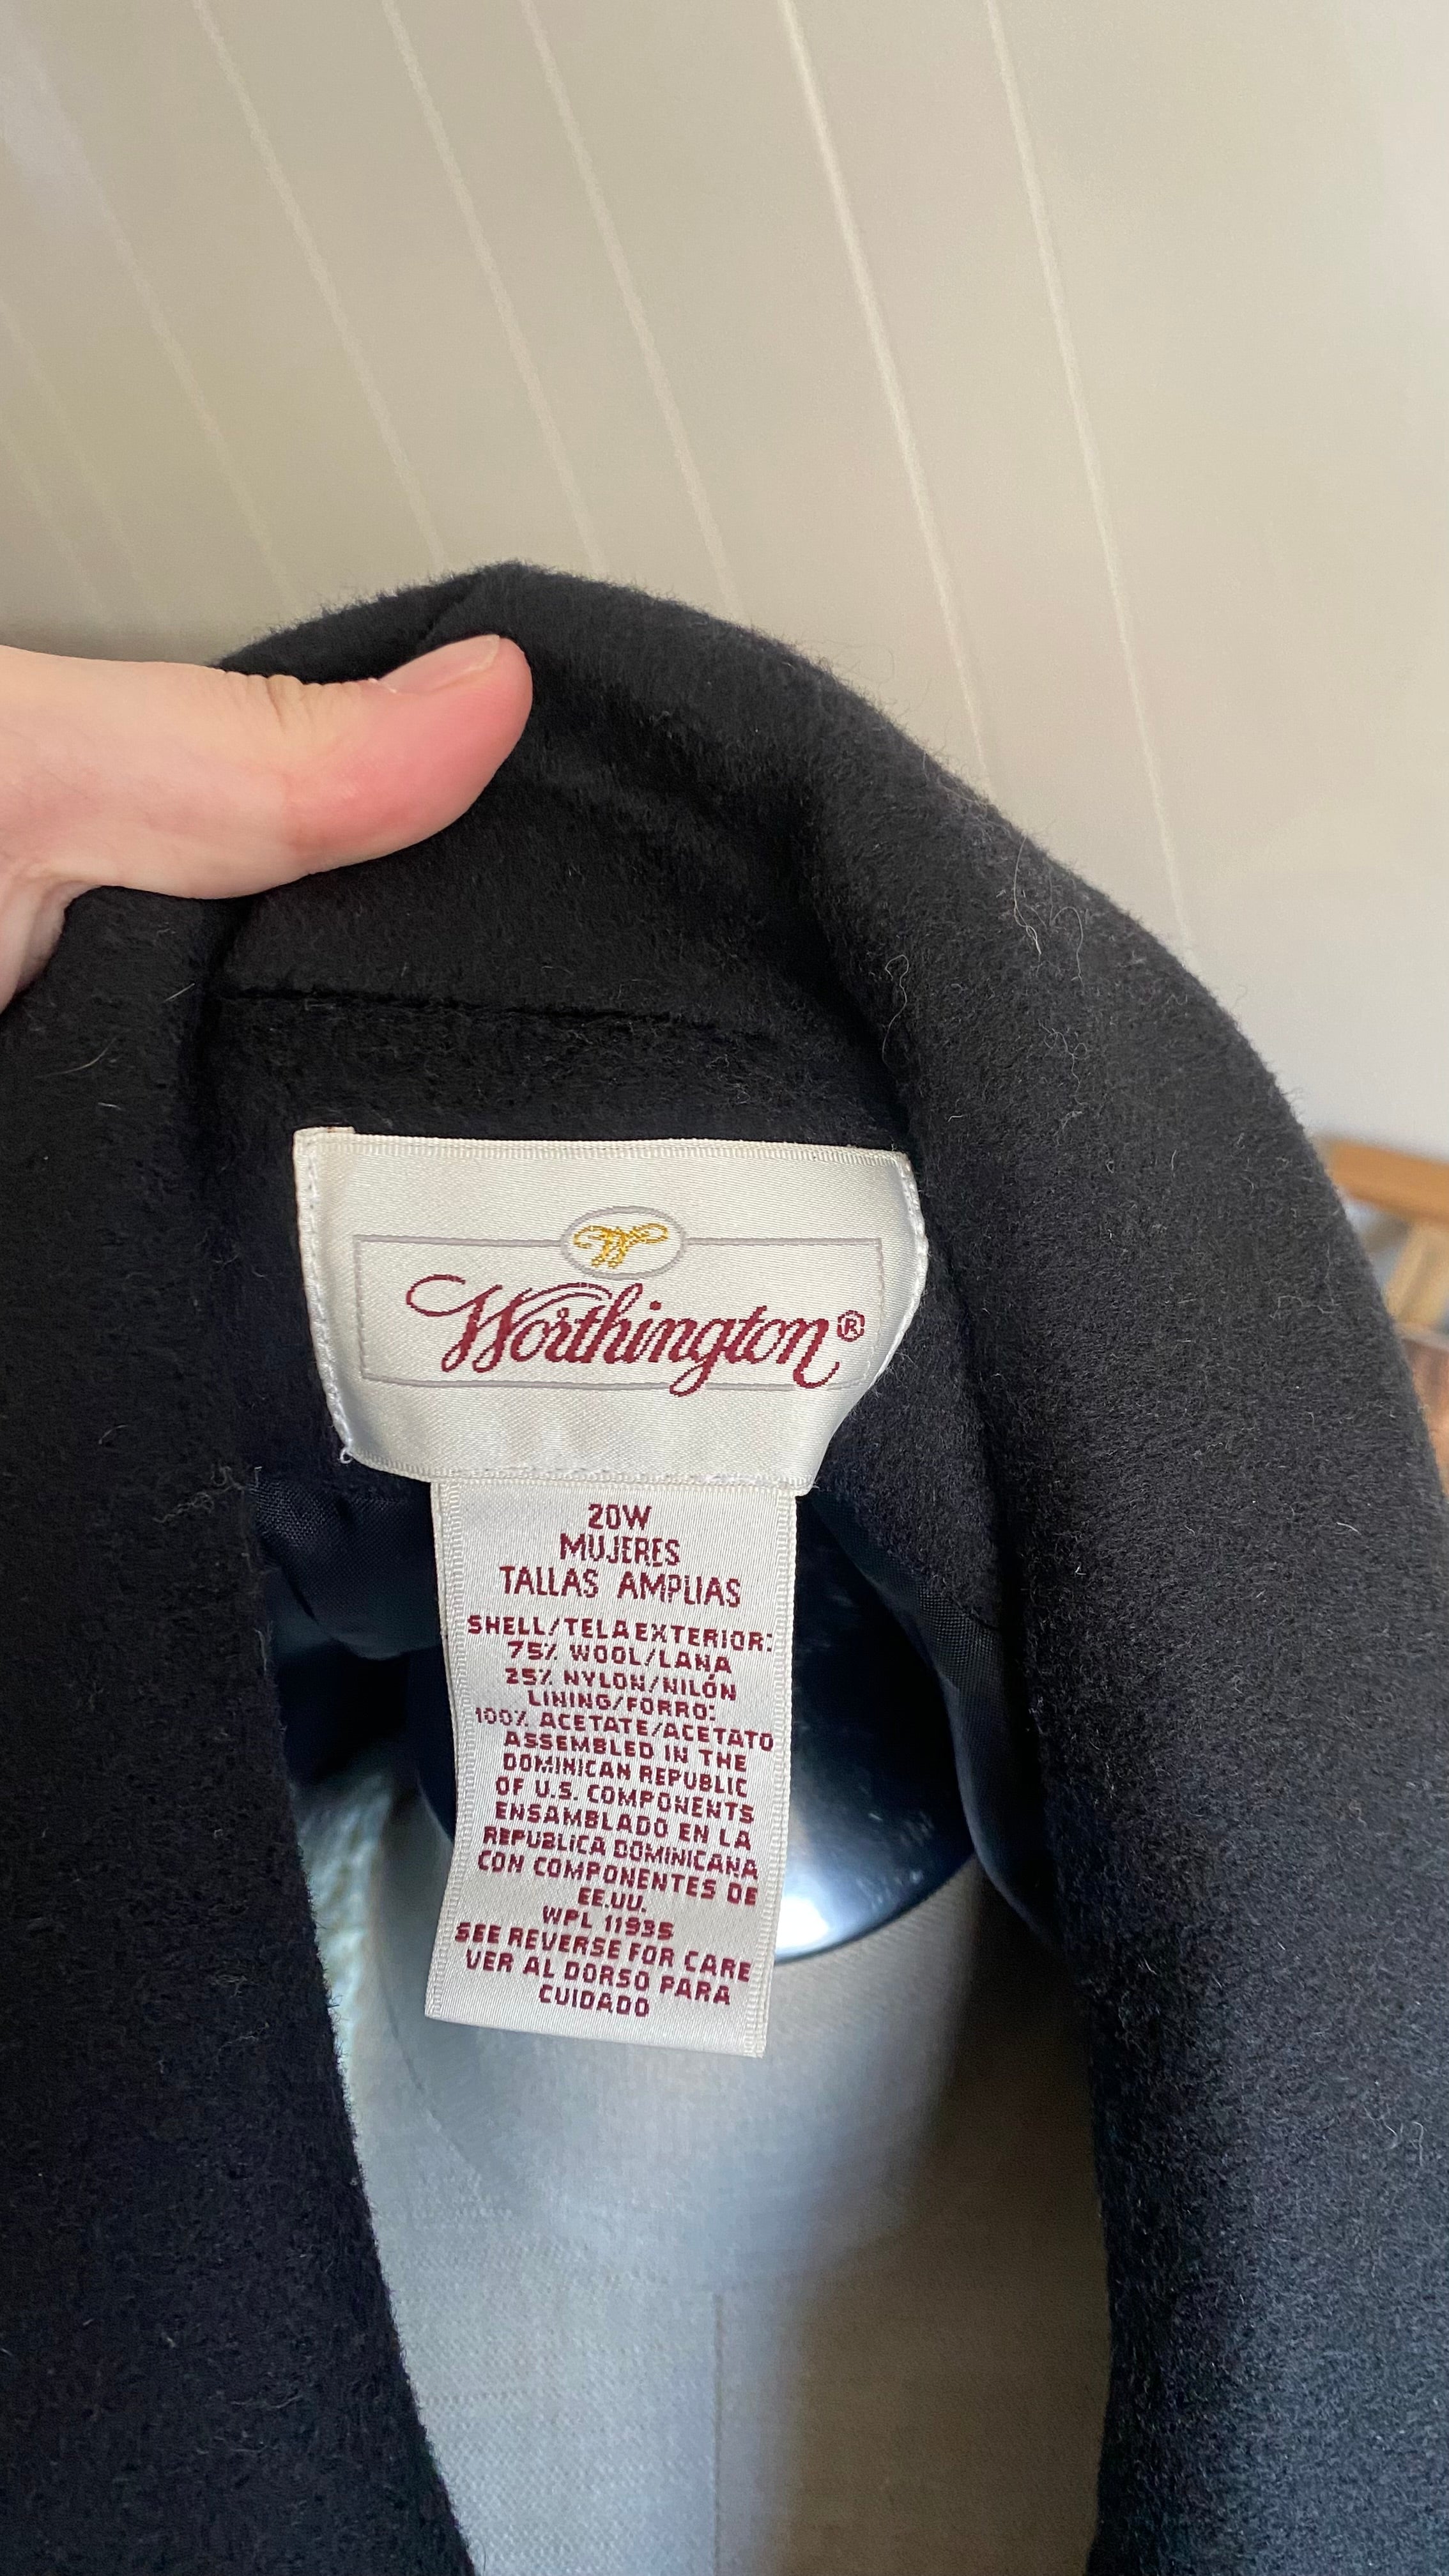 Worthington®
20W
MUJERES
TALLAS AMPLIAS
SHELL/TELA EXTERIOR:
75% WOOL/LANA
25% NYLON/NILÓN
LINING/FORRO:
100% ACETATE/ACETATO
ASSEMBLED IN THE
DOMINICAN REPUBLIC
OF U.S. COMPONENTS
ENSAMBLADO EN LA
REPUBLICA DOMINICANA
CON COMPONENTES DE
EE.UU.
WPL 11935
SEE REVERSE FOR CARE
VER AL DORSO PARA
CUIDADO